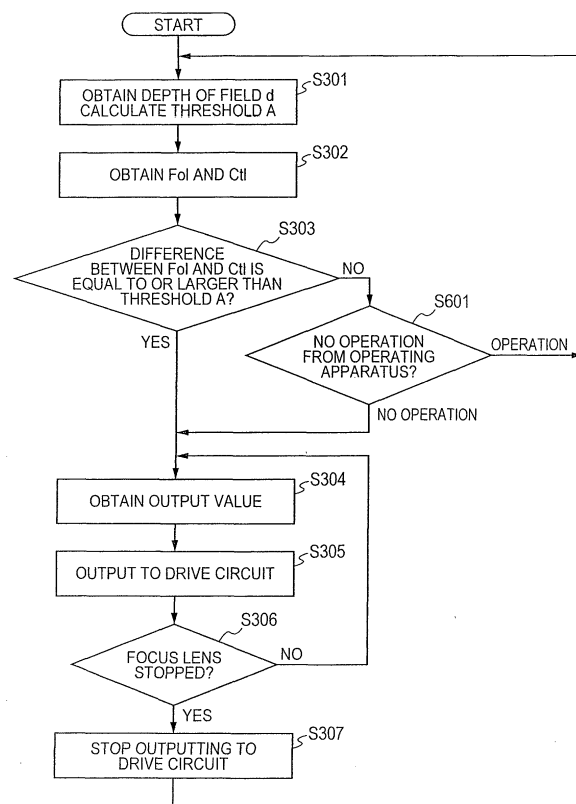 START
S301
OBTAIN DEPTH OF FIELD d
CALCULATE THRESHOLD A
S302
OBTAIN Fol AND Ctl
S303
DIFFERENCE
BETWEEN Fol AND Ctl IS
EQUAL TO OR LARGER THAN
THRESHOLD A?
NO
YES
S601
NO OPERATION
FROM OPERATING
APPARATUS?
OPERATION
NO OPERATION
S304
OBTAIN OUTPUT VALUE
S305
OUTPUT TO DRIVE CIRCUIT
S306
FOCUS LENS
STOPPED?
NO
YES
S307
STOP OUTPUTTING TO
DRIVE CIRCUIT